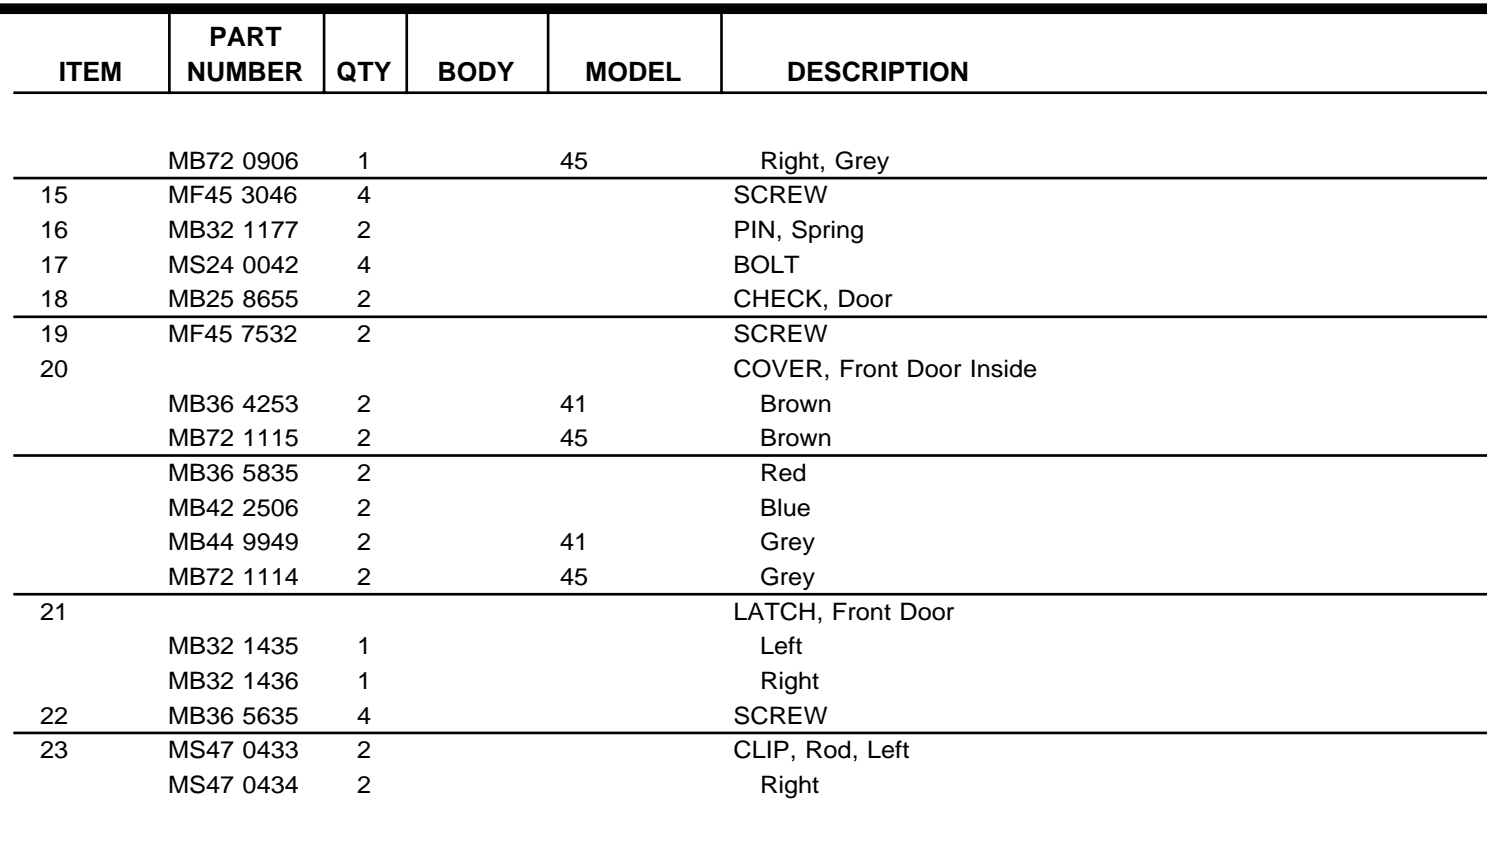 PART
ITEM NUMBER QTY BODY MODEL DESCRIPTION
MB72 0906 1 45 Right, Grey
15 MF45 3046 4 SCREW
16 MB32 1177 2 PIN, Spring
17 MS24 0042 4 BOLT
18 MB25 8655 2 CHECK, Door
19 MF45 7532 2 SCREW
20 COVER, Front Door Inside
MB36 4253 2 41 Brown
MB72 1115 2 45 Brown
MB36 5835 2 Red
MB42 2506 2 Blue
MB44 9949 2 41 Grey
MB72 1114 2 45 Grey
21 LATCH, Front Door
MB32 1435 1 Left
MB32 1436 1 Right
22 MB36 5635 4 SCREW
23 MS47 0433 2 CLIP, Rod, Left
MS47 0434 2 Right